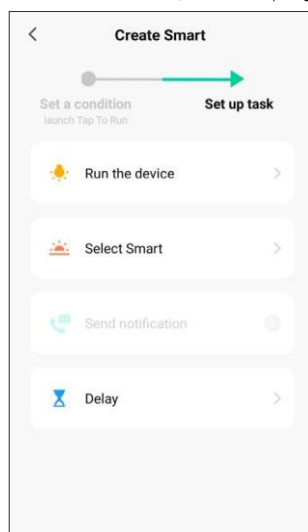 Create Smart
Set a condition
launch Tap To Run
Set up task
Run the device
Select Smart
Send notification
Delay